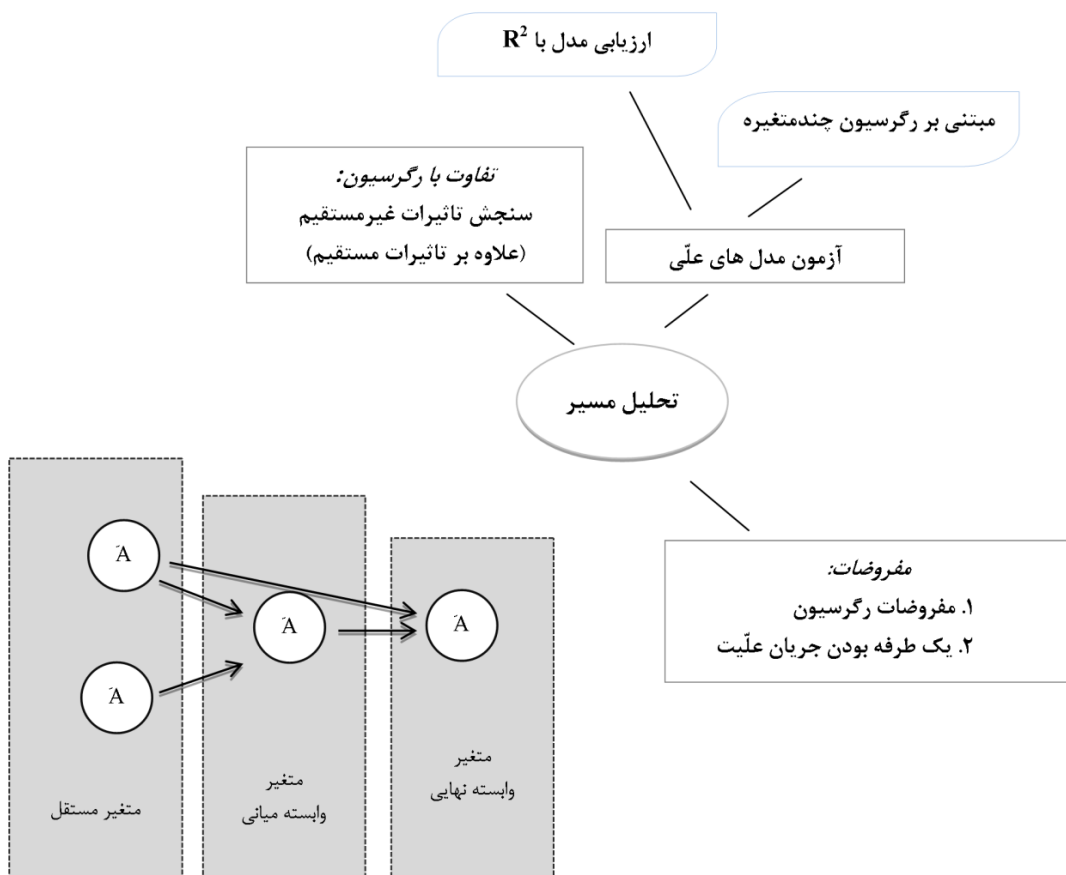 ارزیابی مدل با R²
مبتنی بر رگرسیون چندمتغیره
تفاوت با رگرسیون:
سنجش تاثیرات غیرمستقیم
(علاوه بر تاثیرات مستقیم)
آزمون مدل های علّی
تحلیل مسیر
مفروضات:
۱. مفروضات رگرسیون
۲. یک طرفه بودن جریان علّیت
َA
َA
َA
َA
متغیر مستقل
متغیر
وابسته میانی
متغیر
وابسته نهایی